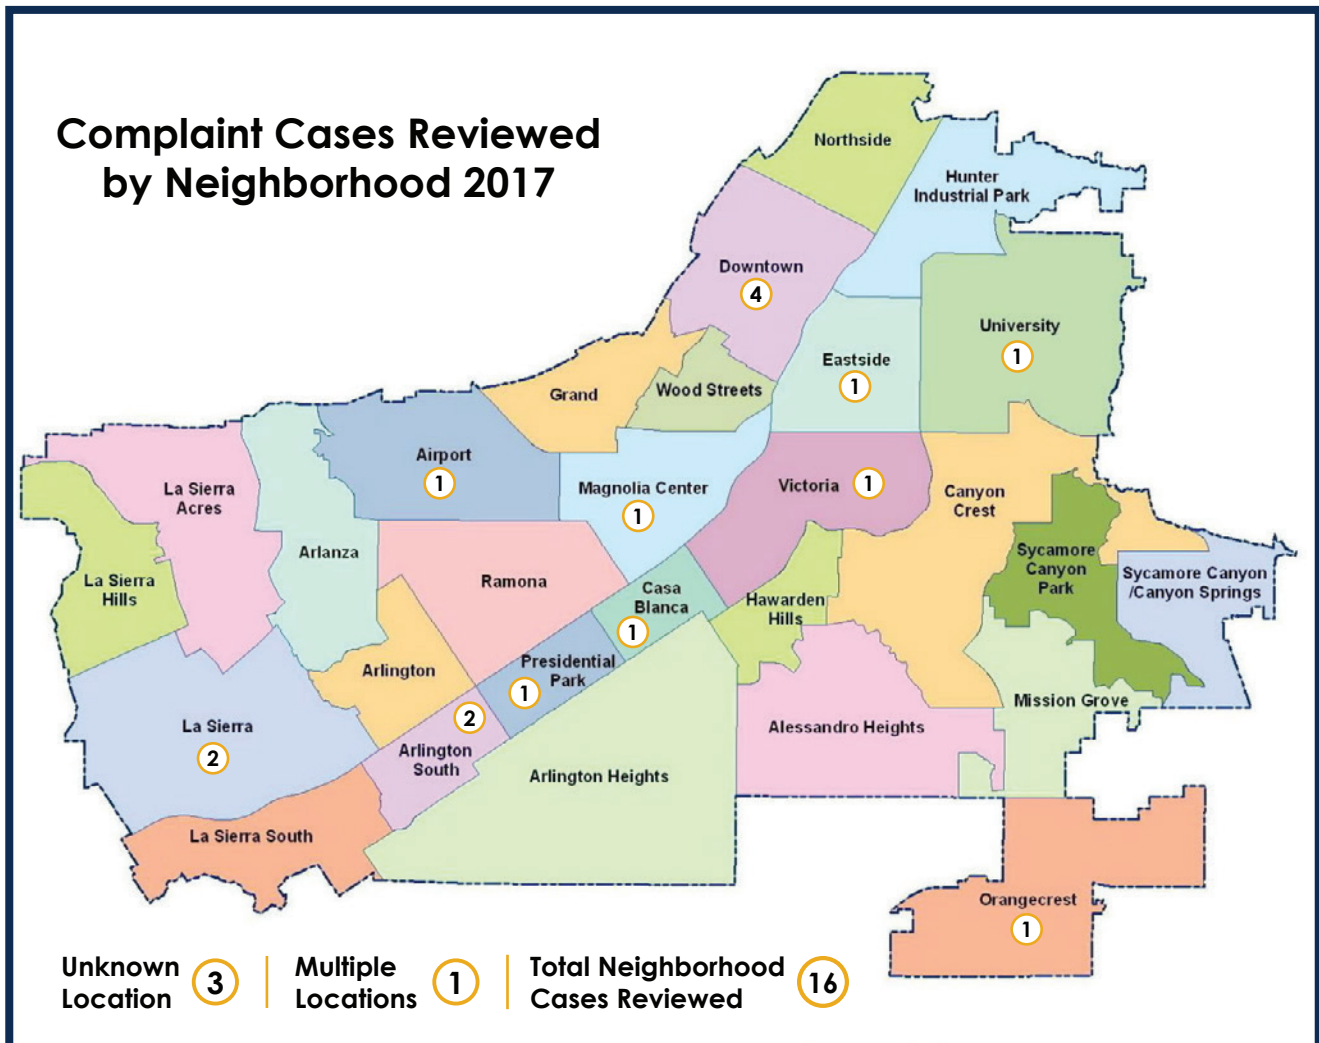 Complaint Cases Reviewed
by Neighborhood 2017
Northside
Hunter
Industrial Park
Downtown
4
University
1
Eastside
1
Grand
Wood Streets
Airport
1
Magnolia Center
1
Victoria 1
Canyon
Crest
La Sierra
Acres
Arlanza
Ramona
La Sierra
Hills
Casa
Blanca
1
Hawarden
Hills
Sycamore
Canyon
Park
Sycamore Canyon
/Canyon Springs
Arlington
Presidential
Park
1
Mission Grove
La Sierra
2
2
Arlington
South
Arlington Heights
Alessandro Heights
La Sierra South
Orangecrest
1
Unknown
Location 3
Multiple
Locations 1
Total Neighborhood
Cases Reviewed 16